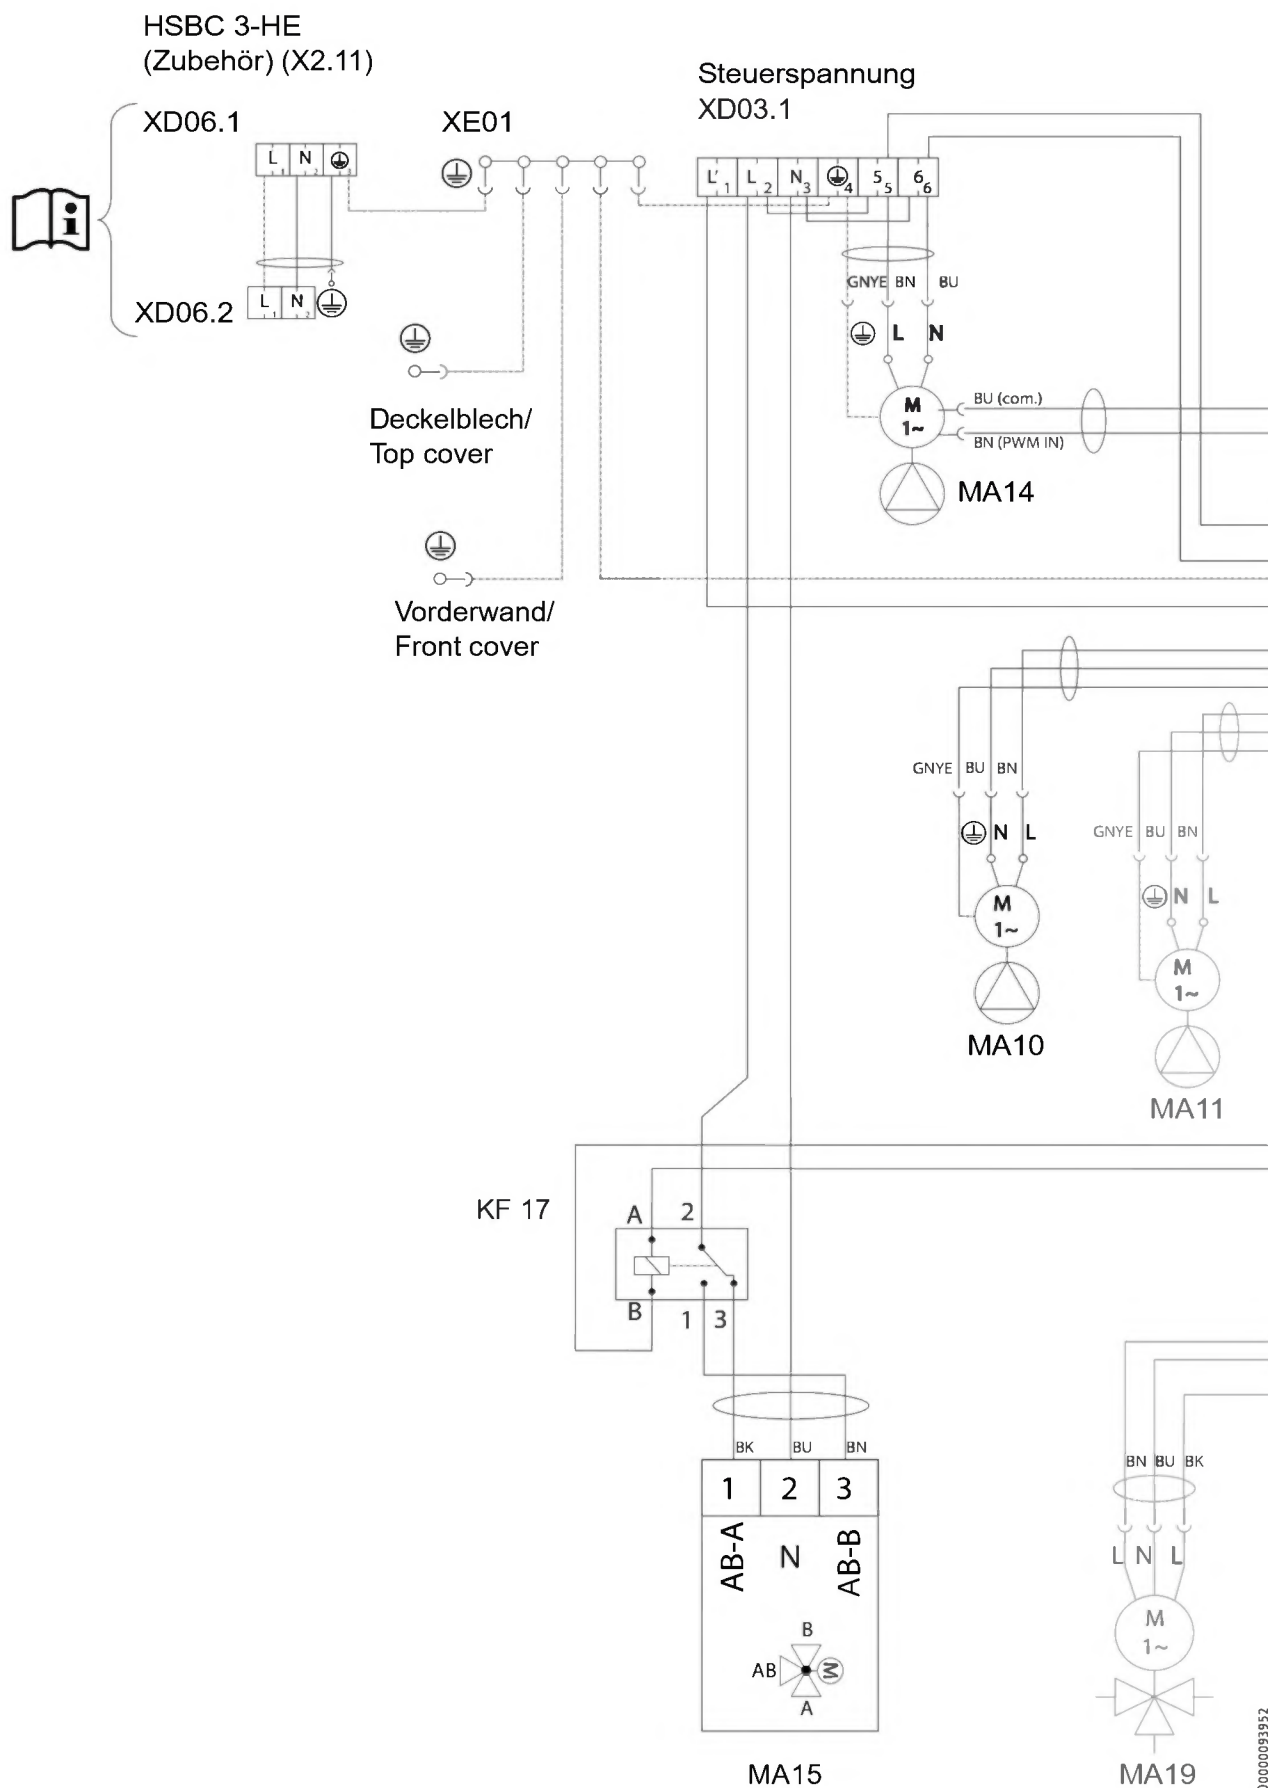 HSBC 3-HE
(Zubehör) (X2.11)
Steuerspannung
XD03.1
XD06.1
XE01
L 1 N 2 3
L' 1 L 2 N 3 4 5 5 6 6
i
GNYE BN BU
XD06.2
L 1 N 2
L N
M
1~
BU (com.)
BN (PWM IN)
Deckelblech/
Top cover
MA14
Vorderwand/
Front cover
GNYE BU BN
N L
M
1~
MA10
GNYE BU BN
N L
M
1~
MA11
KF 17
A 2
B 1 3
BK BU BN
1 2 3
AB-A N AB-B
B
AB M
A
MA15
BN BU BK
L N L
M
1~
MA19